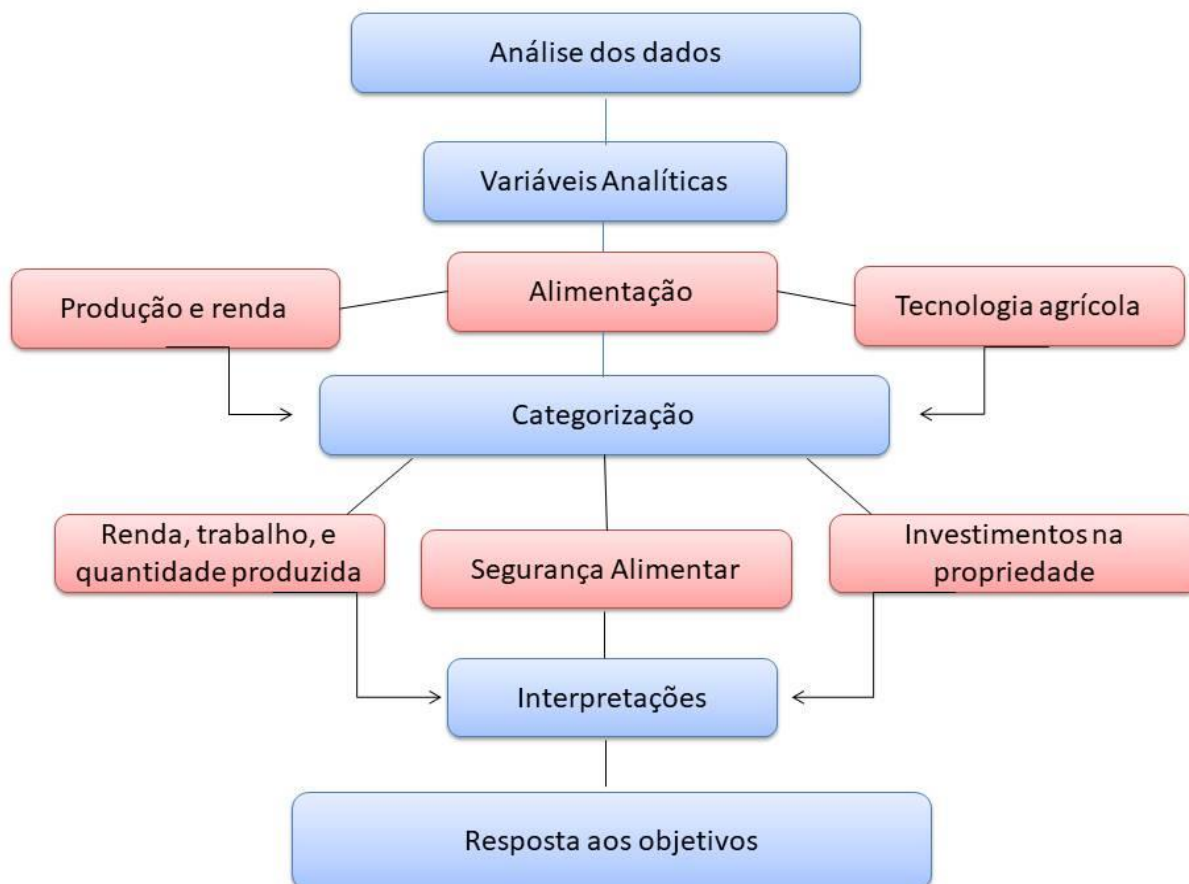 Análise dos dados
Variáveis Analíticas
Produção e renda
Alimentação
Tecnologia agrícola
Categorização
Renda, trabalho, e
quantidade produzida
Segurança Alimentar
Investimentos na
propriedade
Interpretações
Resposta aos objetivos